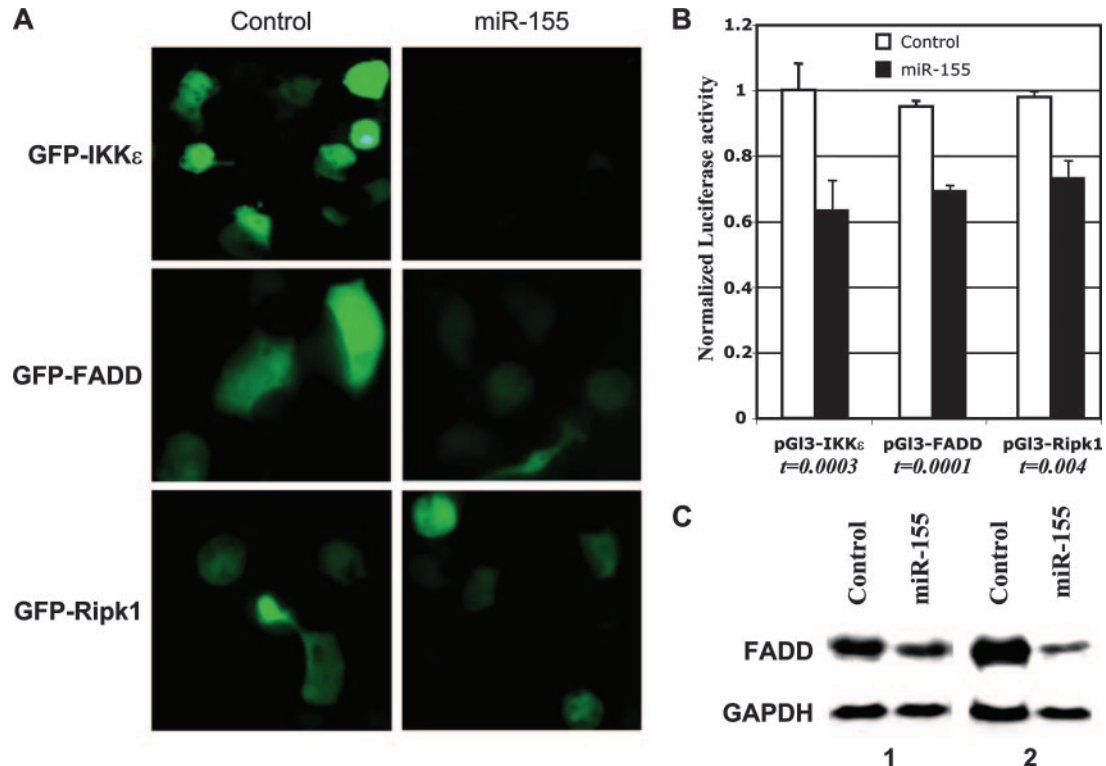 A
Control miR-155
GFP-IKKε
GFP-FADD
GFP-Ripk1
B
Normalized Luciferase activity
1.2
1
0.8
0.6
0.4
0.2
0
Control
miR-155
pGl3-IKKε pGl3-FADD pGl3-Ripk1
t=0.0003 t=0.0001 t=0.004
C
Control miR-155 Control miR-155
FADD
GAPDH
1 2